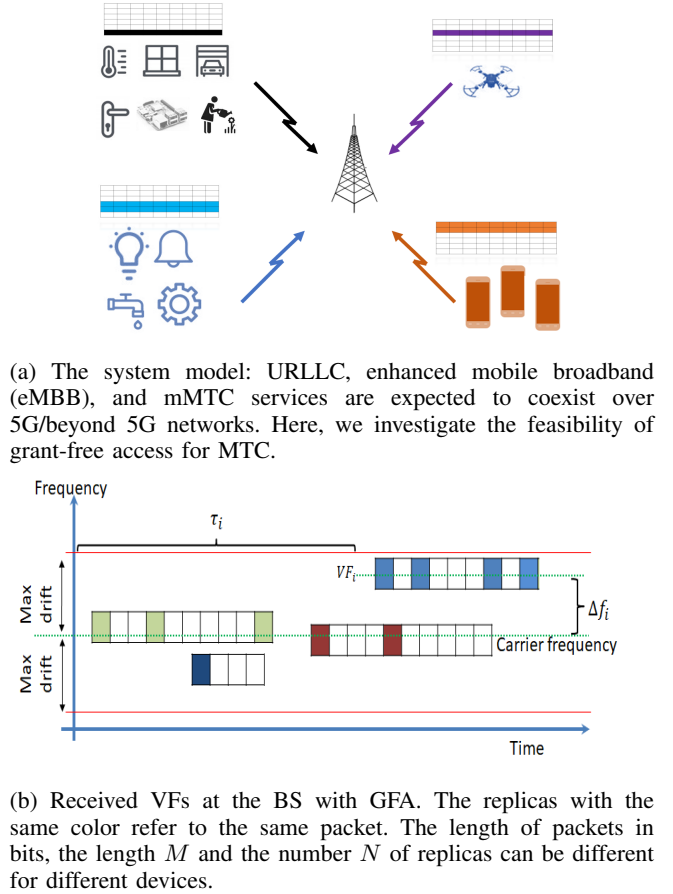 (a) The system model: URLLC, enhanced mobile broadband
(eMBB), and mMTC services are expected to coexist over
5G/beyond 5G networks. Here, we investigate the feasibility of
grant-free access for MTC.
Frequency
τi
VFi
Max
drift
Δfi
Carrier frequency
Max
drift
Time
(b) Received VFs at the BS with GFA. The replicas with the
same color refer to the same packet. The length of packets in
bits, the length M and the number N of replicas can be different
for different devices.